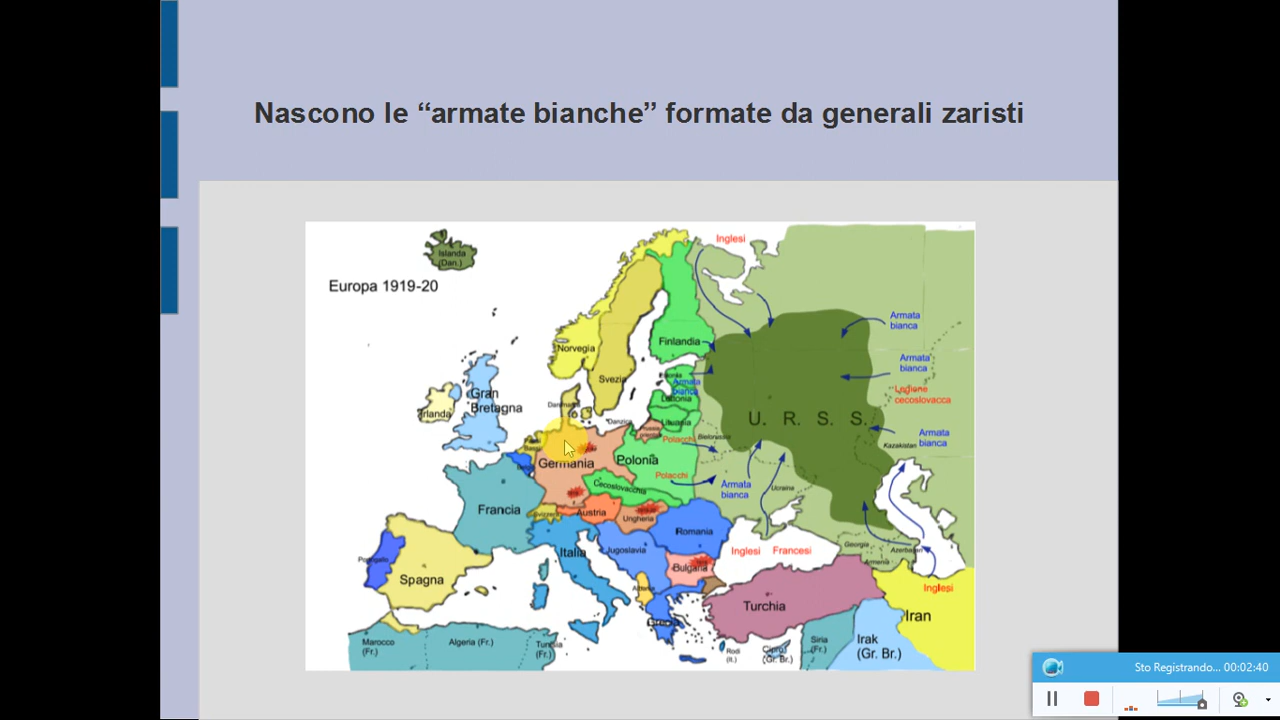 Nascono le “armate bianche” formate da generali zaristi
Islanda
(Dan.)
Inglesi
Europa 1919-20
Armata
bianca
Finlandia
Norvegia
Armata
bianca
Svezia
Armata
bianca
Legione
cecoslovacca
Gran
Bretagna
Irlanda
Lettonia
U. R. S. S.
Danzica
Lituania
Armata
bianca
Polacchi
Bielorussia
Kazakistan
Germania
Polonia
Polacchi
Cecoslovacchia
Armata
bianca
Ucraina
Francia
Svizzera
Austria
Ungheria
Romania
Italia
Jugoslavia
Inglesi
Francesi
Georgia
Azerbaijan
Armenia
Portogallo
Spagna
Bulgaria
Albania
Inglesi
Turchia
Iran
Marocco
(Fr.)
Algeria (Fr.)
Tunisia
(Fr.)
Rodi
(It.)
Cipro
(Gr. Br.)
Siria
(Fr.)
Irak
(Gr. Br.)
Sto Registrando... 00:02:40